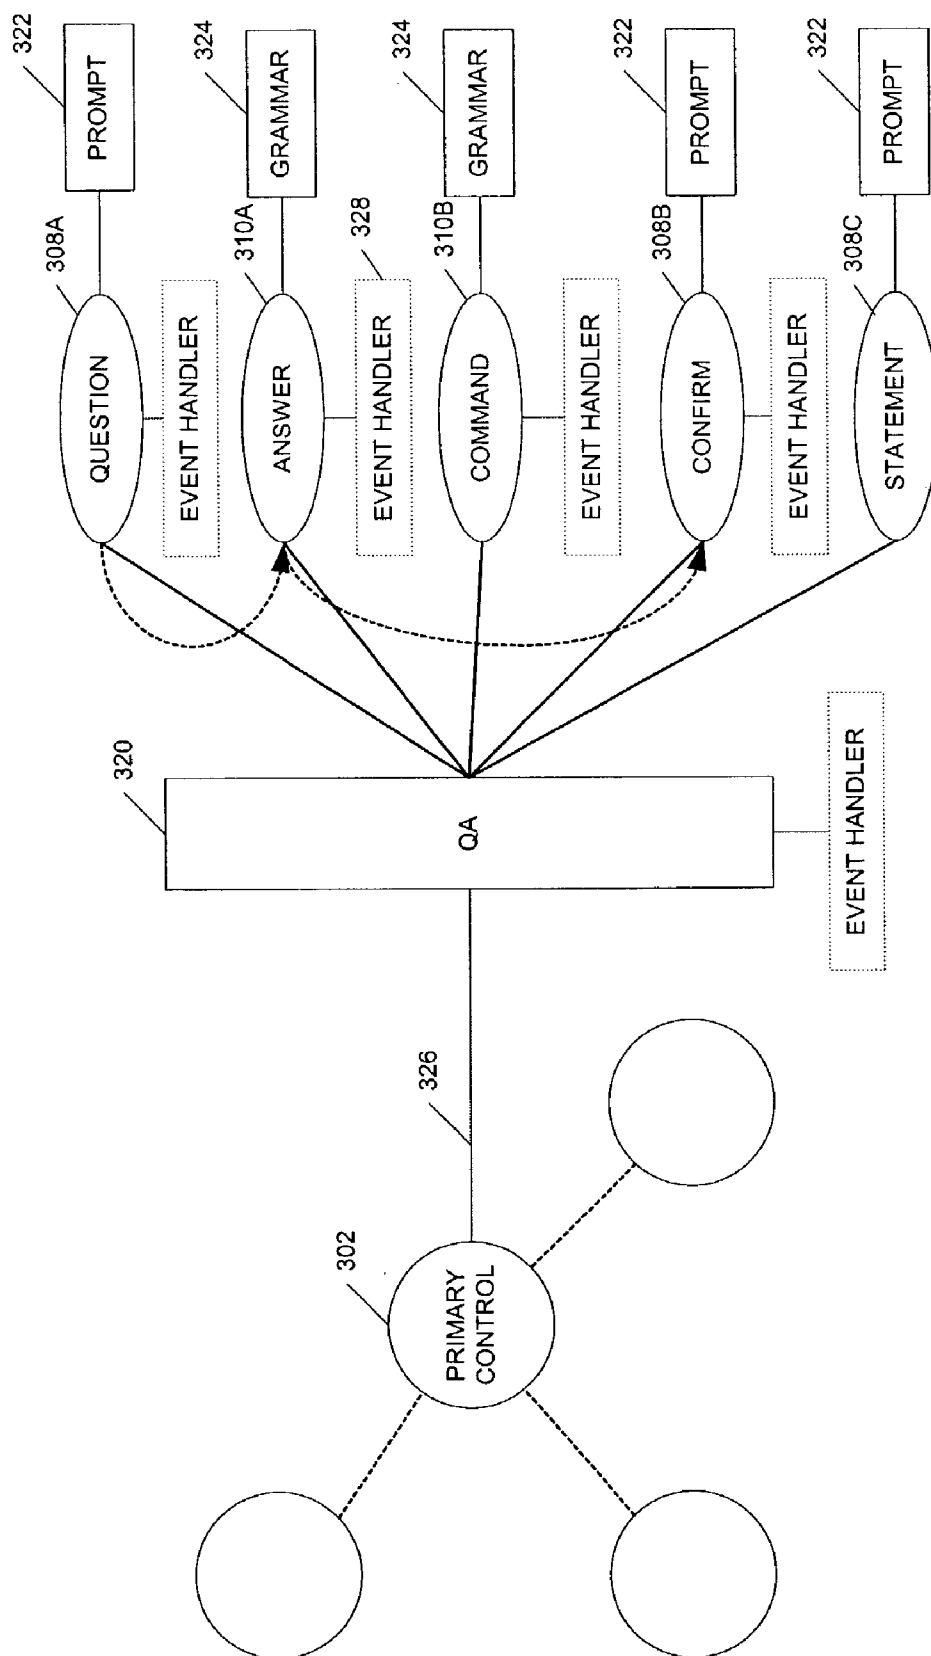 322
PROMPT
308A
QUESTION
EVENT HANDLER
324
GRAMMAR
310A
ANSWER
328
EVENT HANDLER
324
GRAMMAR
310B
COMMAND
EVENT HANDLER
322
PROMPT
308B
CONFIRM
EVENT HANDLER
322
PROMPT
308C
STATEMENT
320
QA
EVENT HANDLER
326
302
PRIMARY
CONTROL